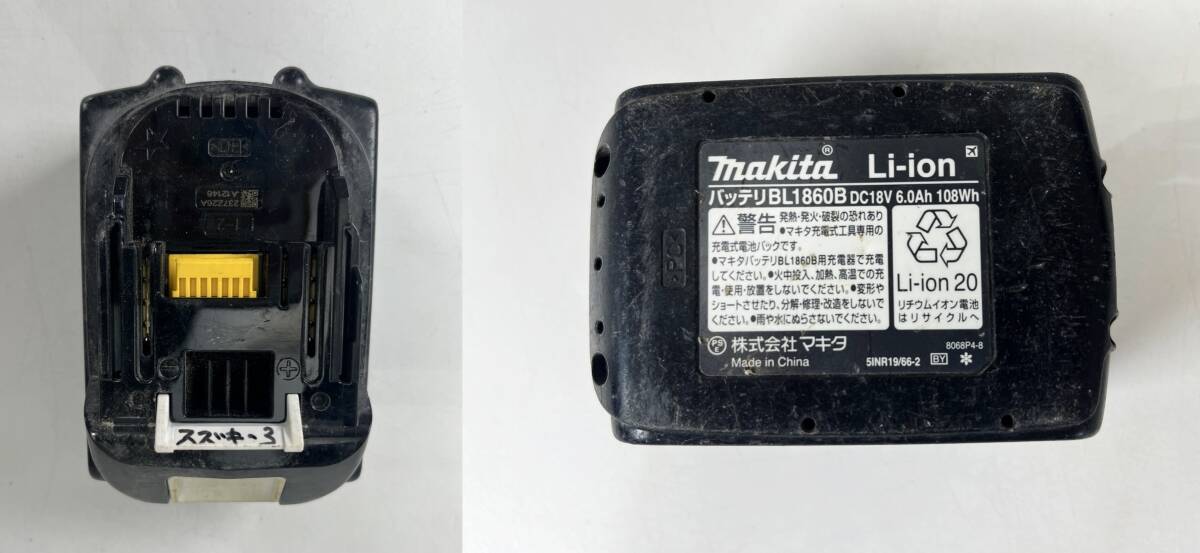 237226A
A12146
スズキ-3
makita® Li-ion
バッテリBL1860B DC18V 6.0Ah 108Wh
警告 発熱・発火・破裂の恐れあり
●マキタ充電式工具専用の
充電式電池パックです。
●マキタバッテリBL1860B用充電器で充電
してください。●火中投入、加熱、高温での充
電・使用・放置をしないでください。●変形や
ショートさせたり、分解・修理・改造をしないで
ください。●雨や水にぬらさないでください。
Li-ion 20
リチウムイオン電池
はリサイクルへ
PS
E
株式会社マキタ
Made in China
8068P4-8
5INR19/66-2 BY